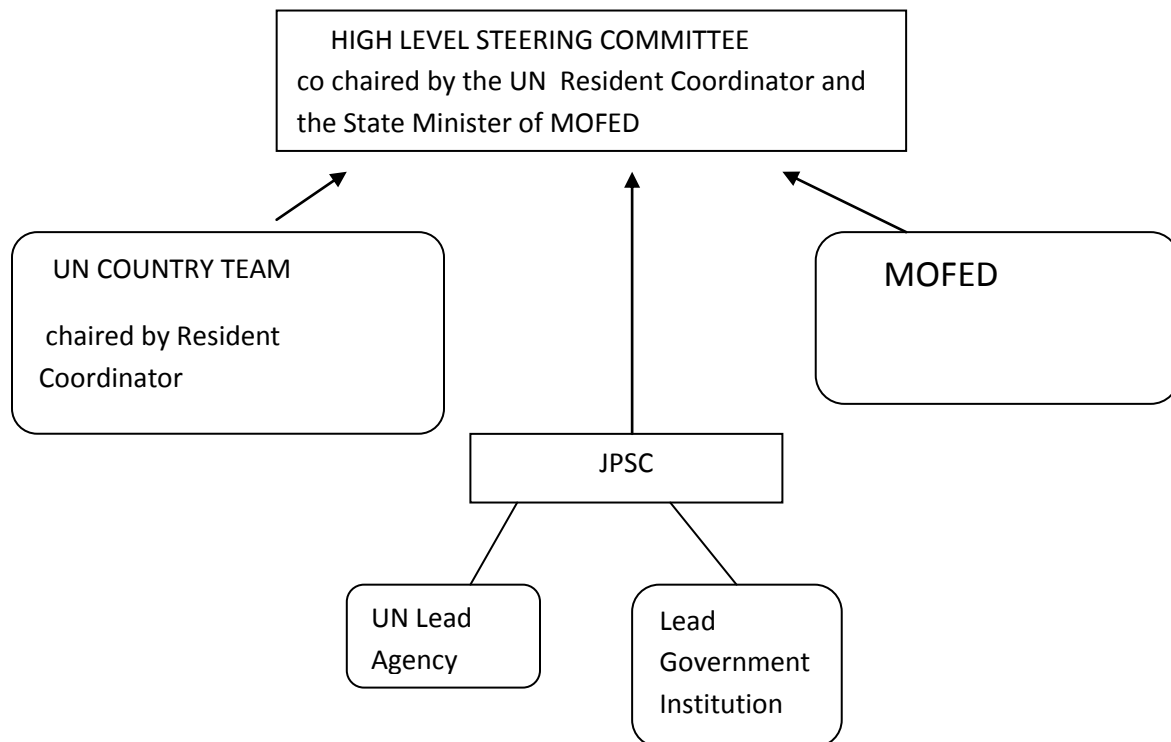 HIGH LEVEL STEERING COMMITTEE
co chaired by the UN Resident Coordinator and
the State Minister of MOFED
UN COUNTRY TEAM
chaired by Resident
Coordinator
MOFED
JPSC
UN Lead
Agency
Lead
Government
Institution